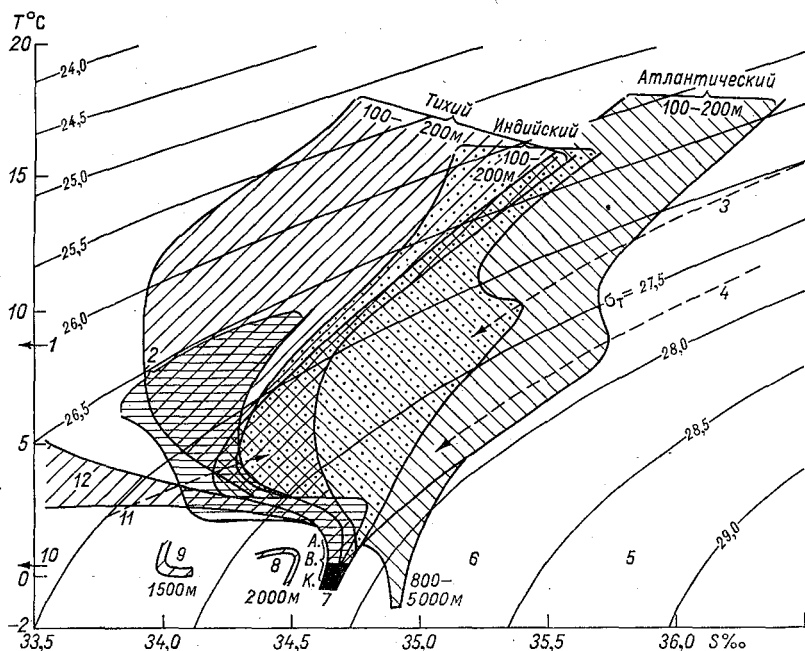 T°C
20
15
10
5
0
-2
24,0
24,5
25,0
25,5
26,0
26,5
Тихий
100–200м
Индийский
100–200м
Атлантический
100–200м
3
σT = 27,5
4
28,0
28,5
29,0
1
2
12
11
10
9
1500м
8
2000м
А.
В.
К.
7
800–
5000м
6
5
33,5
34,0
34,5
35,0
35,5
36,0
S‰